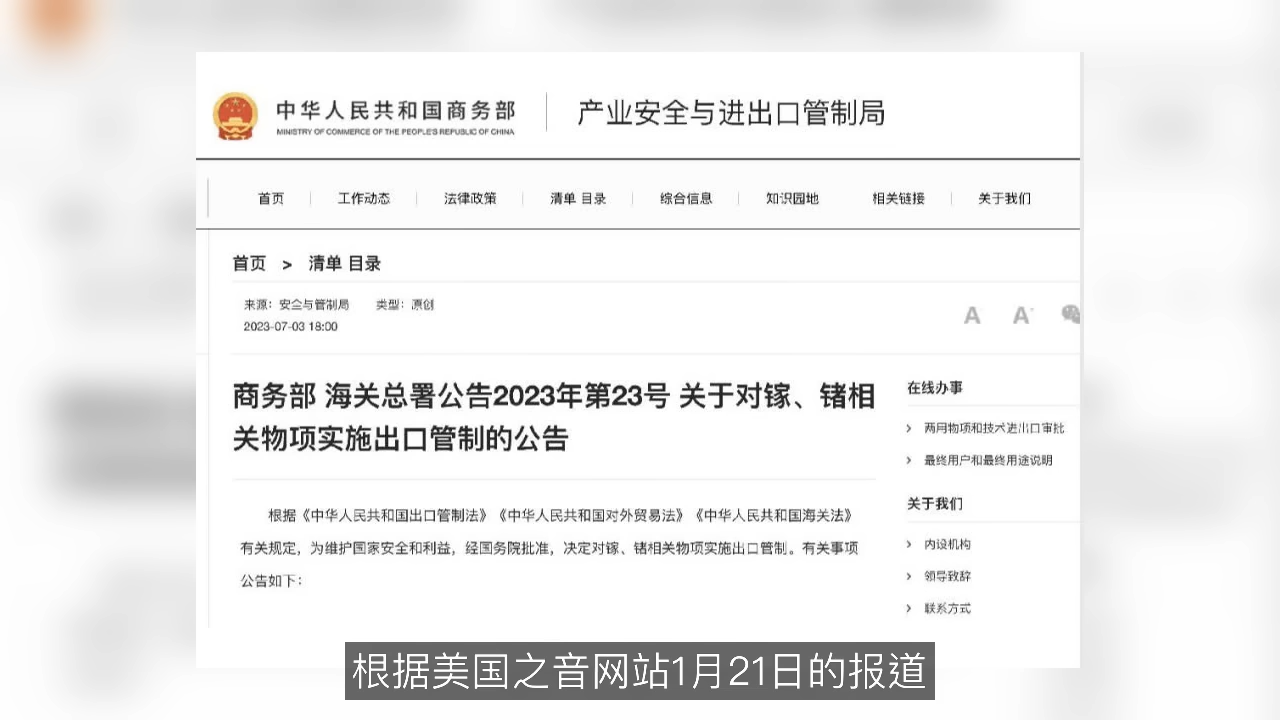 中华人民共和国商务部
MINISTRY OF COMMERCE OF THE PEOPLE'S REPUBLIC OF CHINA
产业安全与进出口管制局
首页 工作动态 法律政策 清单 目录 综合信息 知识园地 相关链接 关于我们
首页 > 清单 目录
来源：安全与管制局 类型：原创
2023-07-03 18:00
A A-
商务部 海关总署公告2023年第23号 关于对镓、锗相
关物项实施出口管制的公告
根据《中华人民共和国出口管制法》《中华人民共和国对外贸易法》《中华人民共和国海关法》
有关规定，为维护国家安全和利益，经国务院批准，决定对镓、锗相关物项实施出口管制。有关事项
公告如下：
在线办事
› 两用物项和技术进出口审批
› 最终用户和最终用途说明
关于我们
› 内设机构
› 领导致辞
› 联系方式
根据美国之音网站1月21日的报道